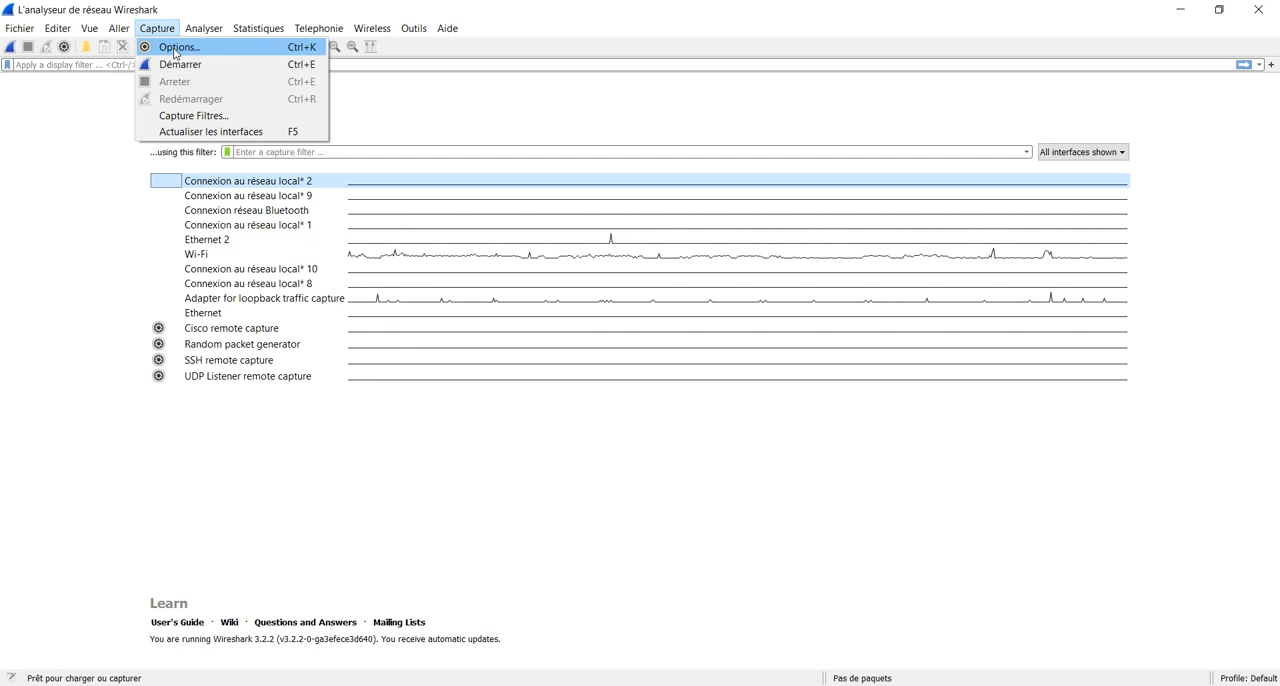 L'analyseur de réseau Wireshark
Fichier Editer Vue Aller Capture Analyser Statistiques Telephonie Wireless Outils Aide
Options... Ctrl+K
Démarrer Ctrl+E
Apply a display filter ... <Ctrl-/>
Arreter Ctrl+E
Redémarrager Ctrl+R
Capture Filtres...
Actualiser les interfaces F5
...using this filter: Enter a capture filter ... All interfaces shown
Connexion au réseau local* 2
Connexion au réseau local* 9
Connexion réseau Bluetooth
Connexion au réseau local* 1
Ethernet 2
Wi-Fi
Connexion au réseau local* 10
Connexion au réseau local* 8
Adapter for loopback traffic capture
Ethernet
Cisco remote capture
Random packet generator
SSH remote capture
UDP Listener remote capture
Learn
User's Guide · Wiki · Questions and Answers · Mailing Lists
You are running Wireshark 3.2.2 (v3.2.2-0-ga3efece3d640). You receive automatic updates.
Prêt pour charger ou capturer Pas de paquets Profile: Default